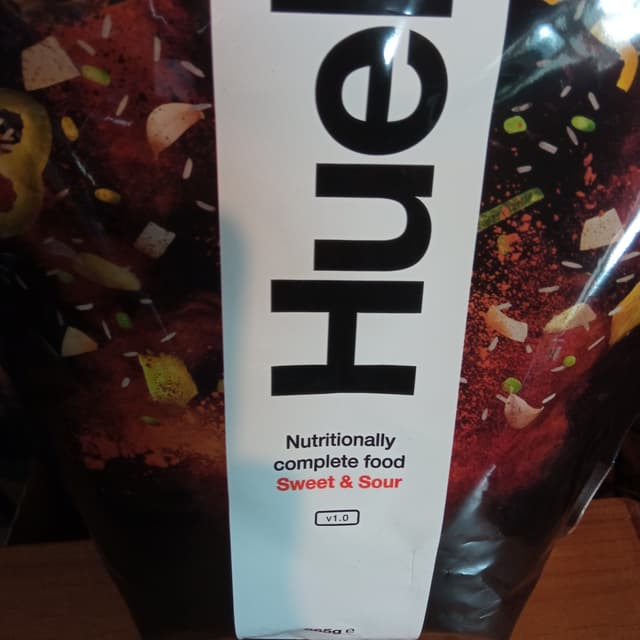 Huel
Nutritionally
complete food
Sweet & Sour
v1.0